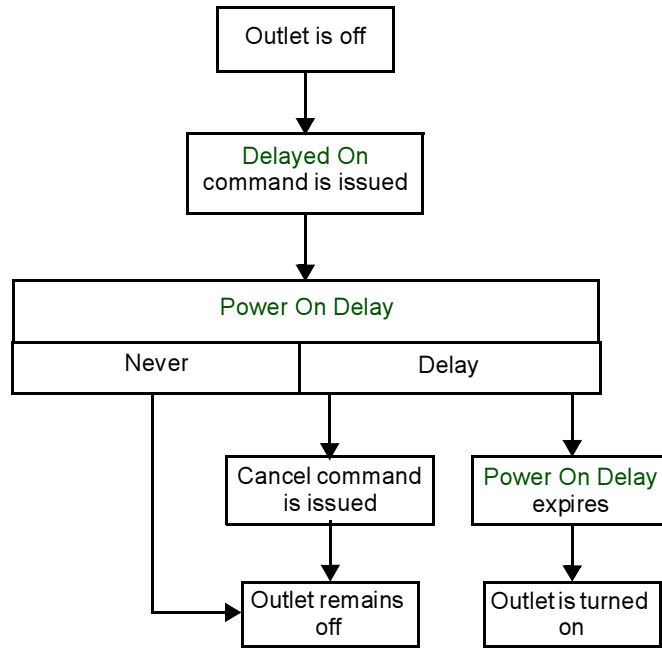 Outlet is off
Delayed On
command is issued
Power On Delay
Never
Delay
Cancel command
is issued
Power On Delay
expires
Outlet remains
off
Outlet is turned
on